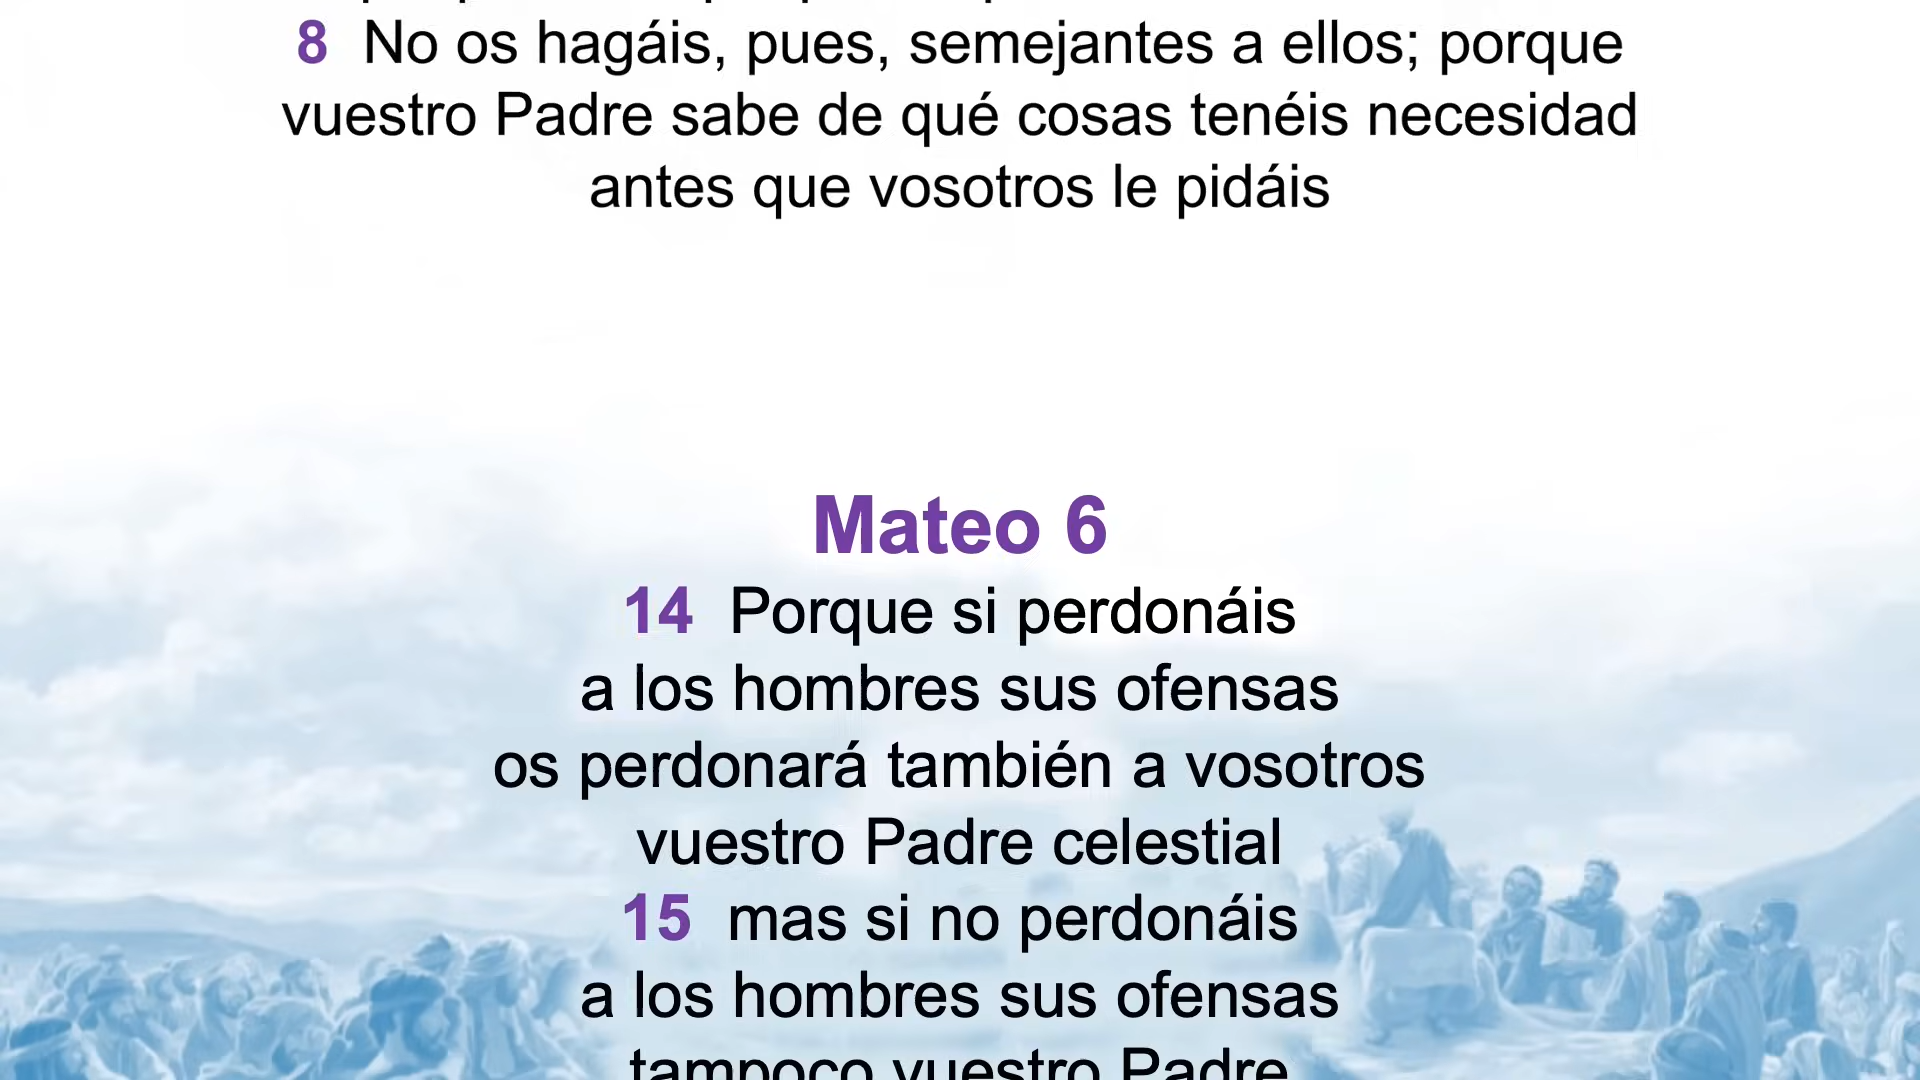 8 No os hagáis, pues, semejantes a ellos; porque
vuestro Padre sabe de qué cosas tenéis necesidad
antes que vosotros le pidáis
Mateo 6
14 Porque si perdonáis
a los hombres sus ofensas
os perdonará también a vosotros
vuestro Padre celestial
15 mas si no perdonáis
a los hombres sus ofensas
tampoco vuestro Padre